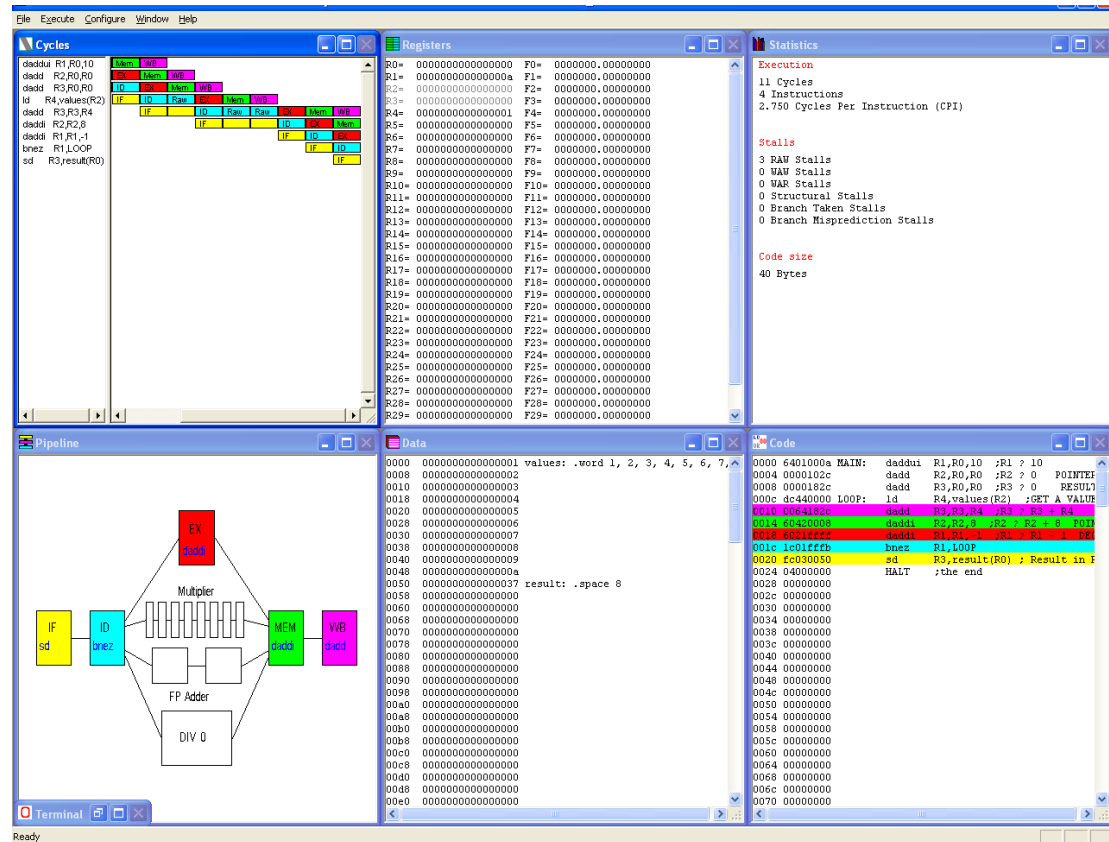 File Execute Configure Window Help
Cycles
daddui R1,R0,10 Mem WB
dadd R2,R0,R0 EX Mem WB
dadd R3,R0,R0 ID EX Mem WB
ld R4,values(R2) IF ID Raw EX Mem WB
dadd R3,R3,R4 IF ID Raw Raw EX Mem WB
daddi R2,R2,8 IF ID EX Mem
daddi R1,R1,-1 IF ID EX
bnez R1,LOOP IF ID
sd R3,result(R0) IF
Registers
R0= 0000000000000000 F0= 0000000.00000000
R1= 000000000000000a F1= 0000000.00000000
R2= 0000000000000000 F2= 0000000.00000000
R3= 0000000000000000 F3= 0000000.00000000
R4= 0000000000000001 F4= 0000000.00000000
R5= 0000000000000000 F5= 0000000.00000000
R6= 0000000000000000 F6= 0000000.00000000
R7= 0000000000000000 F7= 0000000.00000000
R8= 0000000000000000 F8= 0000000.00000000
R9= 0000000000000000 F9= 0000000.00000000
R10= 0000000000000000 F10= 0000000.00000000
R11= 0000000000000000 F11= 0000000.00000000
R12= 0000000000000000 F12= 0000000.00000000
R13= 0000000000000000 F13= 0000000.00000000
R14= 0000000000000000 F14= 0000000.00000000
R15= 0000000000000000 F15= 0000000.00000000
R16= 0000000000000000 F16= 0000000.00000000
R17= 0000000000000000 F17= 0000000.00000000
R18= 0000000000000000 F18= 0000000.00000000
R19= 0000000000000000 F19= 0000000.00000000
R20= 0000000000000000 F20= 0000000.00000000
R21= 0000000000000000 F21= 0000000.00000000
R22= 0000000000000000 F22= 0000000.00000000
R23= 0000000000000000 F23= 0000000.00000000
R24= 0000000000000000 F24= 0000000.00000000
R25= 0000000000000000 F25= 0000000.00000000
R26= 0000000000000000 F26= 0000000.00000000
R27= 0000000000000000 F27= 0000000.00000000
R28= 0000000000000000 F28= 0000000.00000000
R29= 0000000000000000 F29= 0000000.00000000
Statistics
Execution
11 Cycles
4 Instructions
2.750 Cycles Per Instruction (CPI)
Stalls
3 RAW Stalls
0 WAW Stalls
0 WAR Stalls
0 Structural Stalls
0 Branch Taken Stalls
0 Branch Misprediction Stalls
Code size
40 Bytes
Pipeline
EX
daddi
Multiplier
IF ID MEM WB
sd bnez daddi dadd
FP Adder
DIV 0
Terminal
Data
0000 0000000000000001 values: .word 1, 2, 3, 4, 5, 6, 7,
0008 0000000000000002
0010 0000000000000003
0018 0000000000000004
0020 0000000000000005
0028 0000000000000006
0030 0000000000000007
0038 0000000000000008
0040 0000000000000009
0048 000000000000000a
0050 0000000000000037 result: .space 8
0058 0000000000000000
0060 0000000000000000
0068 0000000000000000
0070 0000000000000000
0078 0000000000000000
0080 0000000000000000
0088 0000000000000000
0090 0000000000000000
0098 0000000000000000
00a0 0000000000000000
00a8 0000000000000000
00b0 0000000000000000
00b8 0000000000000000
00c0 0000000000000000
00c8 0000000000000000
00d0 0000000000000000
00d8 0000000000000000
00e0 0000000000000000
Code
0000 6401000a MAIN: daddui R1,R0,10 ;R1 ? 10
0004 0000102c dadd R2,R0,R0 ;R2 ? 0 POINTER
0008 0000182c dadd R3,R0,R0 ;R3 ? 0 RESULT
000c dc440000 LOOP: ld R4,values(R2) ;GET A VALUE
0010 0064182c dadd R3,R3,R4 ;R3 ? R3 + R4
0014 60420008 daddi R2,R2,8 ;R2 ? R2 + 8 POIN
0018 6021ffff daddi R1,R1,-1 ;R1 ? R1 - 1 DEC
001c 1c01fffb bnez R1,LOOP
0020 fc030050 sd R3,result(R0) ; Result in R
0024 04000000 HALT ;the end
0028 00000000
002c 00000000
0030 00000000
0034 00000000
0038 00000000
003c 00000000
0040 00000000
0044 00000000
0048 00000000
004c 00000000
0050 00000000
0054 00000000
0058 00000000
005c 00000000
0060 00000000
0064 00000000
0068 00000000
006c 00000000
0070 00000000
Ready